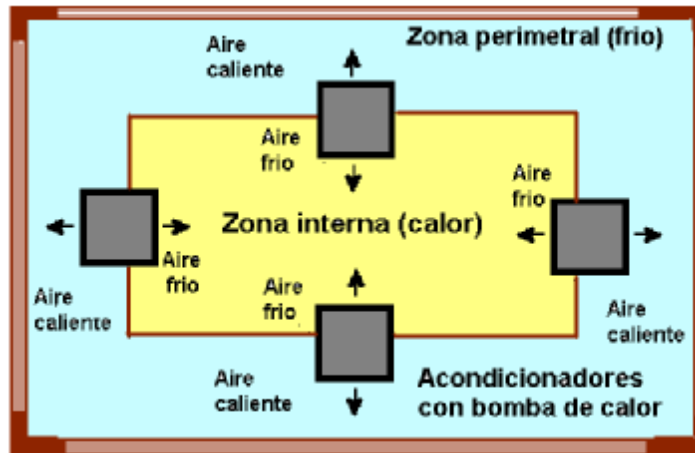 Zona perimetral (frio)
Aire
caliente
Aire
frio
Aire
frio
Zona interna (calor)
Aire
frio
Aire
caliente
Aire
frio
Aire
caliente
Aire
caliente
Acondicionadores
con bomba de calor